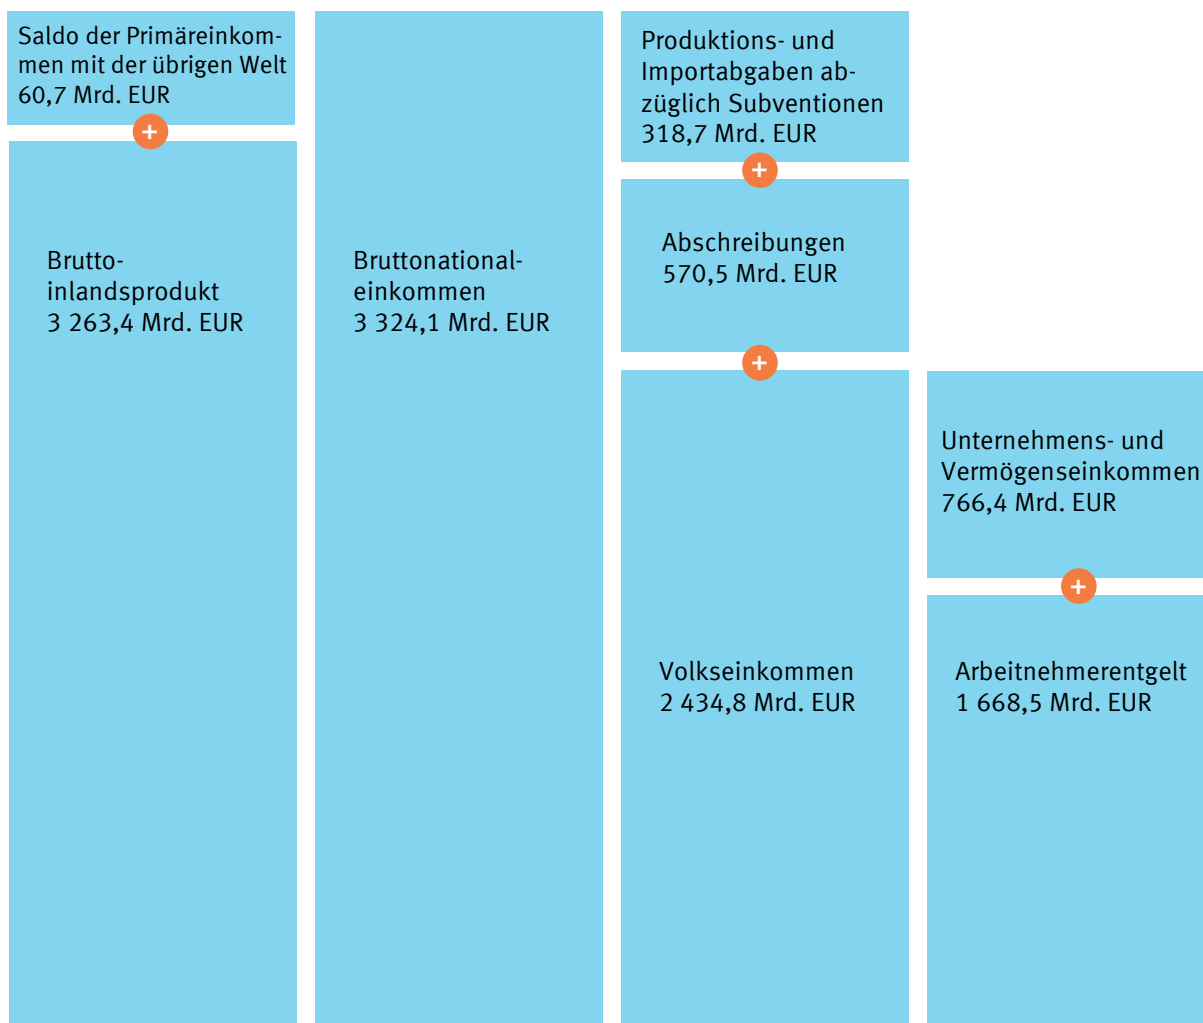 Saldo der Primäreinkom-
men mit der übrigen Welt
60,7 Mrd. EUR
+
Brutto-
inlandsprodukt
3 263,4 Mrd. EUR
Bruttonational-
einkommen
3 324,1 Mrd. EUR
Produktions- und
Importabgaben ab-
züglich Subventionen
318,7 Mrd. EUR
+
Abschreibungen
570,5 Mrd. EUR
+
Volkseinkommen
2 434,8 Mrd. EUR
Unternehmens- und
Vermögenseinkommen
766,4 Mrd. EUR
+
Arbeitnehmerentgelt
1 668,5 Mrd. EUR